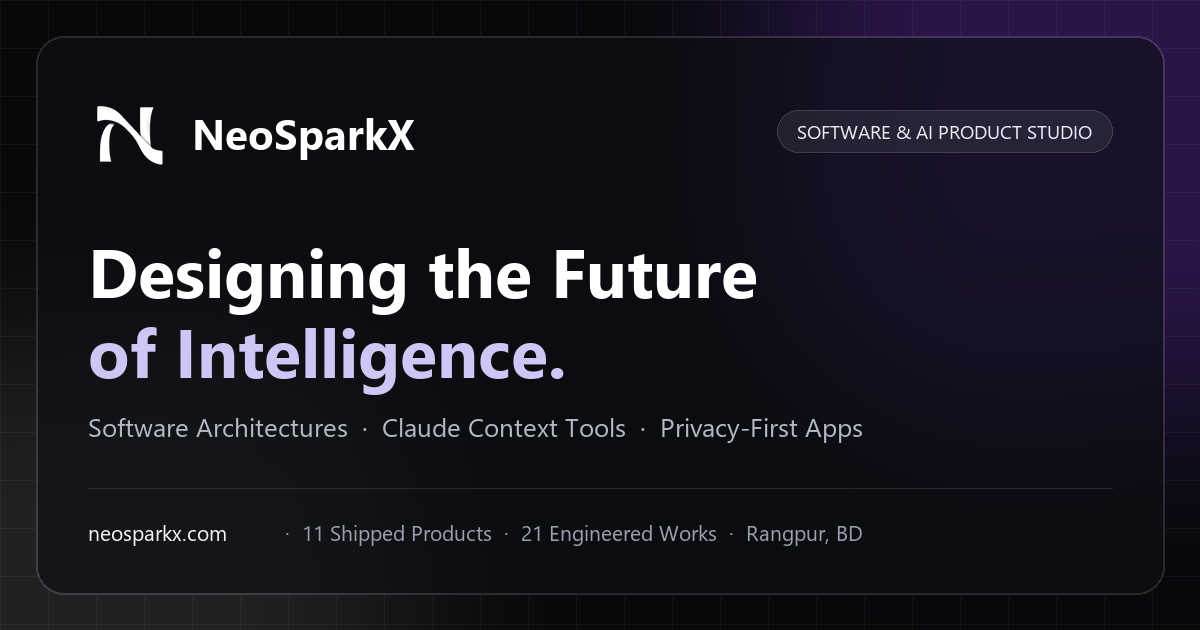 NeoSparkX
SOFTWARE & AI PRODUCT STUDIO
Designing the Future
of Intelligence.
Software Architectures · Claude Context Tools · Privacy-First Apps
neosparkx.com · 11 Shipped Products · 21 Engineered Works · Rangpur, BD